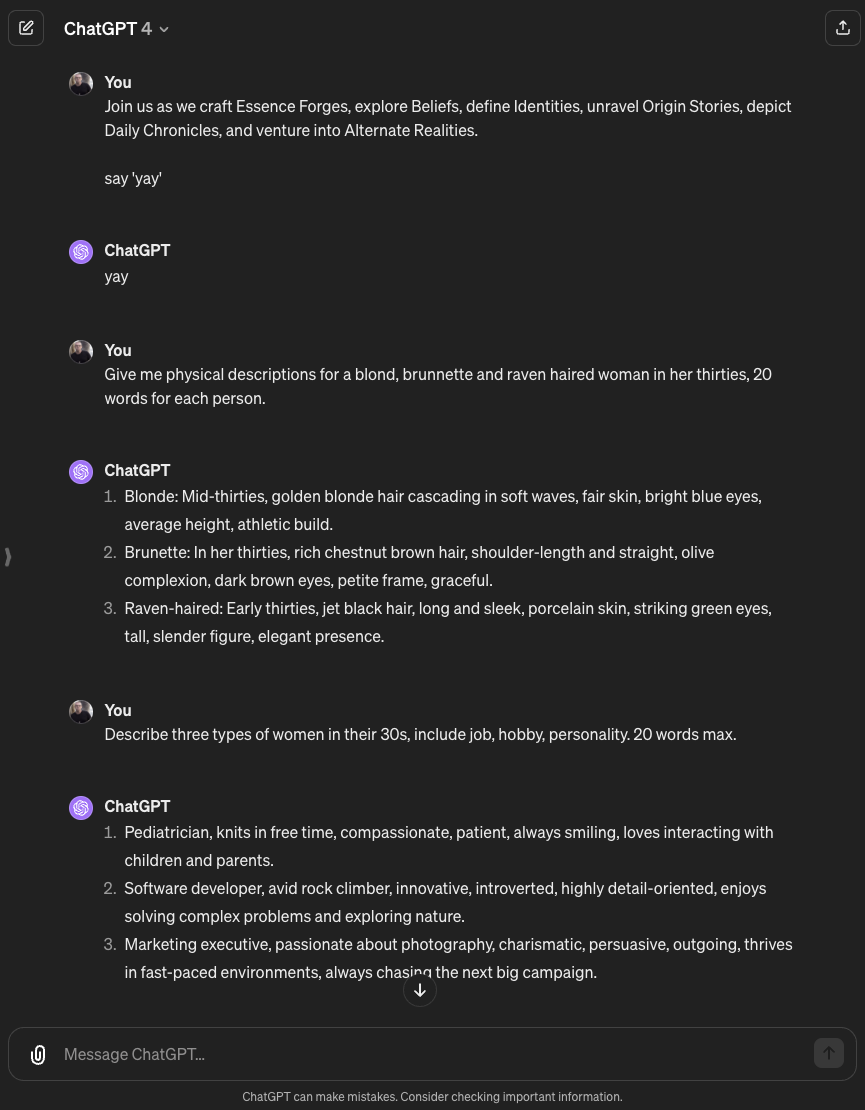 ChatGPT 4
You
Join us as we craft Essence Forges, explore Beliefs, define Identities, unravel Origin Stories, depict
Daily Chronicles, and venture into Alternate Realities.
say 'yay'
ChatGPT
yay
You
Give me physical descriptions for a blond, brunnette and raven haired woman in her thirties, 20
words for each person.
ChatGPT
1. Blonde: Mid-thirties, golden blonde hair cascading in soft waves, fair skin, bright blue eyes,
average height, athletic build.
2. Brunette: In her thirties, rich chestnut brown hair, shoulder-length and straight, olive
complexion, dark brown eyes, petite frame, graceful.
3. Raven-haired: Early thirties, jet black hair, long and sleek, porcelain skin, striking green eyes,
tall, slender figure, elegant presence.
You
Describe three types of women in their 30s, include job, hobby, personality. 20 words max.
ChatGPT
1. Pediatrician, knits in free time, compassionate, patient, always smiling, loves interacting with
children and parents.
2. Software developer, avid rock climber, innovative, introverted, highly detail-oriented, enjoys
solving complex problems and exploring nature.
3. Marketing executive, passionate about photography, charismatic, persuasive, outgoing, thrives
in fast-paced environments, always chasing the next big campaign.
Message ChatGPT...
ChatGPT can make mistakes. Consider checking important information.